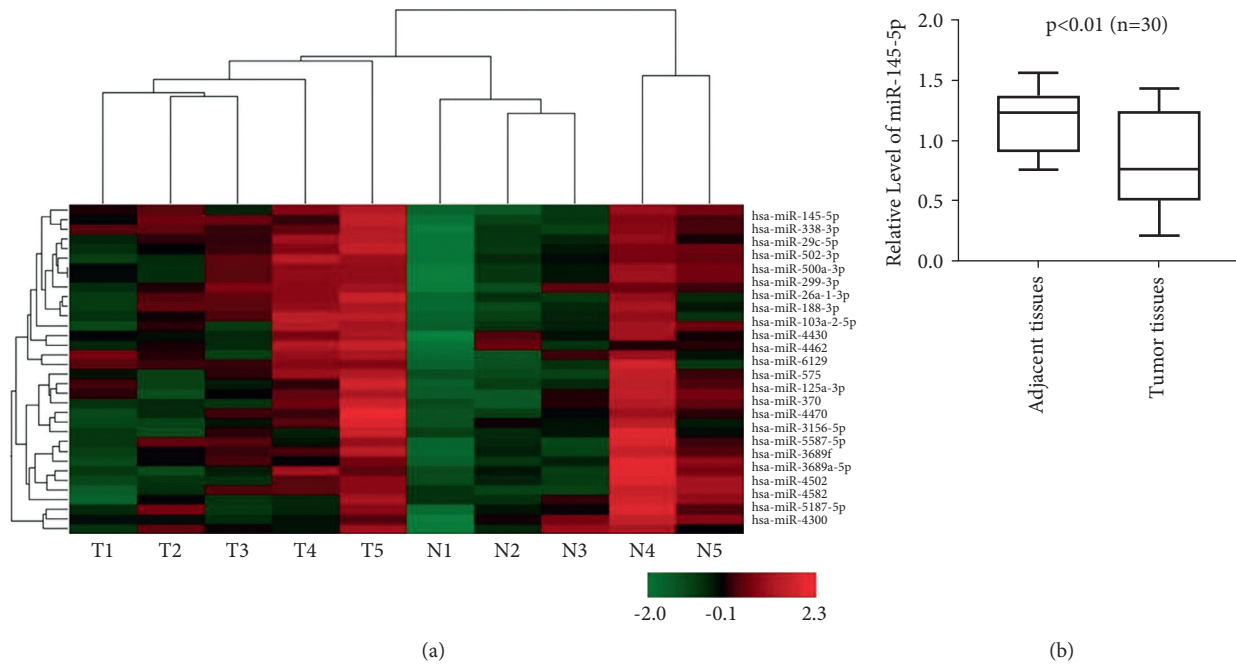 hsa-miR-145-5p
hsa-miR-338-3p
hsa-miR-29c-5p
hsa-miR-502-3p
hsa-miR-500a-3p
hsa-miR-299-3p
hsa-miR-26a-1-3p
hsa-miR-188-3p
hsa-miR-103a-2-5p
hsa-miR-4430
hsa-miR-4462
hsa-miR-6129
hsa-miR-575
hsa-miR-125a-3p
hsa-miR-370
hsa-miR-4470
hsa-miR-3156-5p
hsa-miR-5587-5p
hsa-miR-3689f
hsa-miR-3689a-5p
hsa-miR-4502
hsa-miR-4582
hsa-miR-5187-5p
hsa-miR-4300
T1 T2 T3 T4 T5 N1 N2 N3 N4 N5
-2.0 -0.1 2.3
(a)
p<0.01 (n=30)
Relative Level of miR-145-5p
2.0
1.5
1.0
0.5
0.0
Adjacent tissues
Tumor tissues
(b)